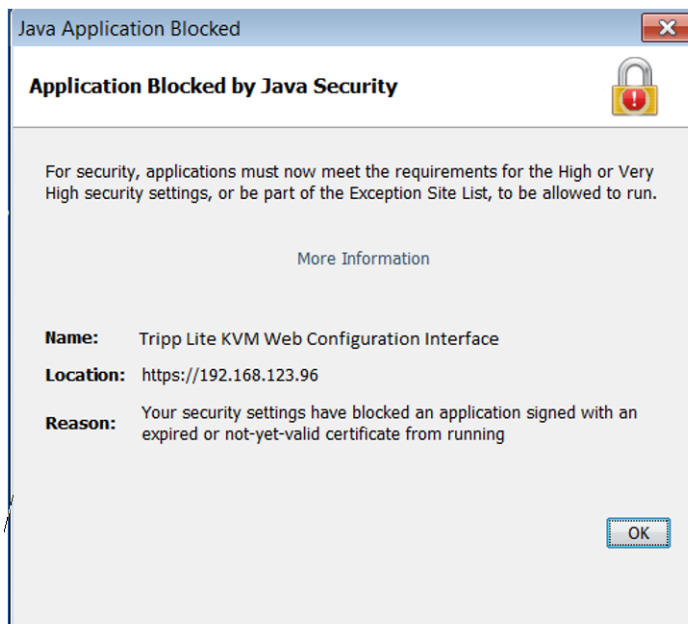 Java Application Blocked
Application Blocked by Java Security
For security, applications must now meet the requirements for the High or Very
High security settings, or be part of the Exception Site List, to be allowed to run.
More Information
Name: Tripp Lite KVM Web Configuration Interface
Location: https://192.168.123.96
Reason: Your security settings have blocked an application signed with an
expired or not-yet-valid certificate from running
OK